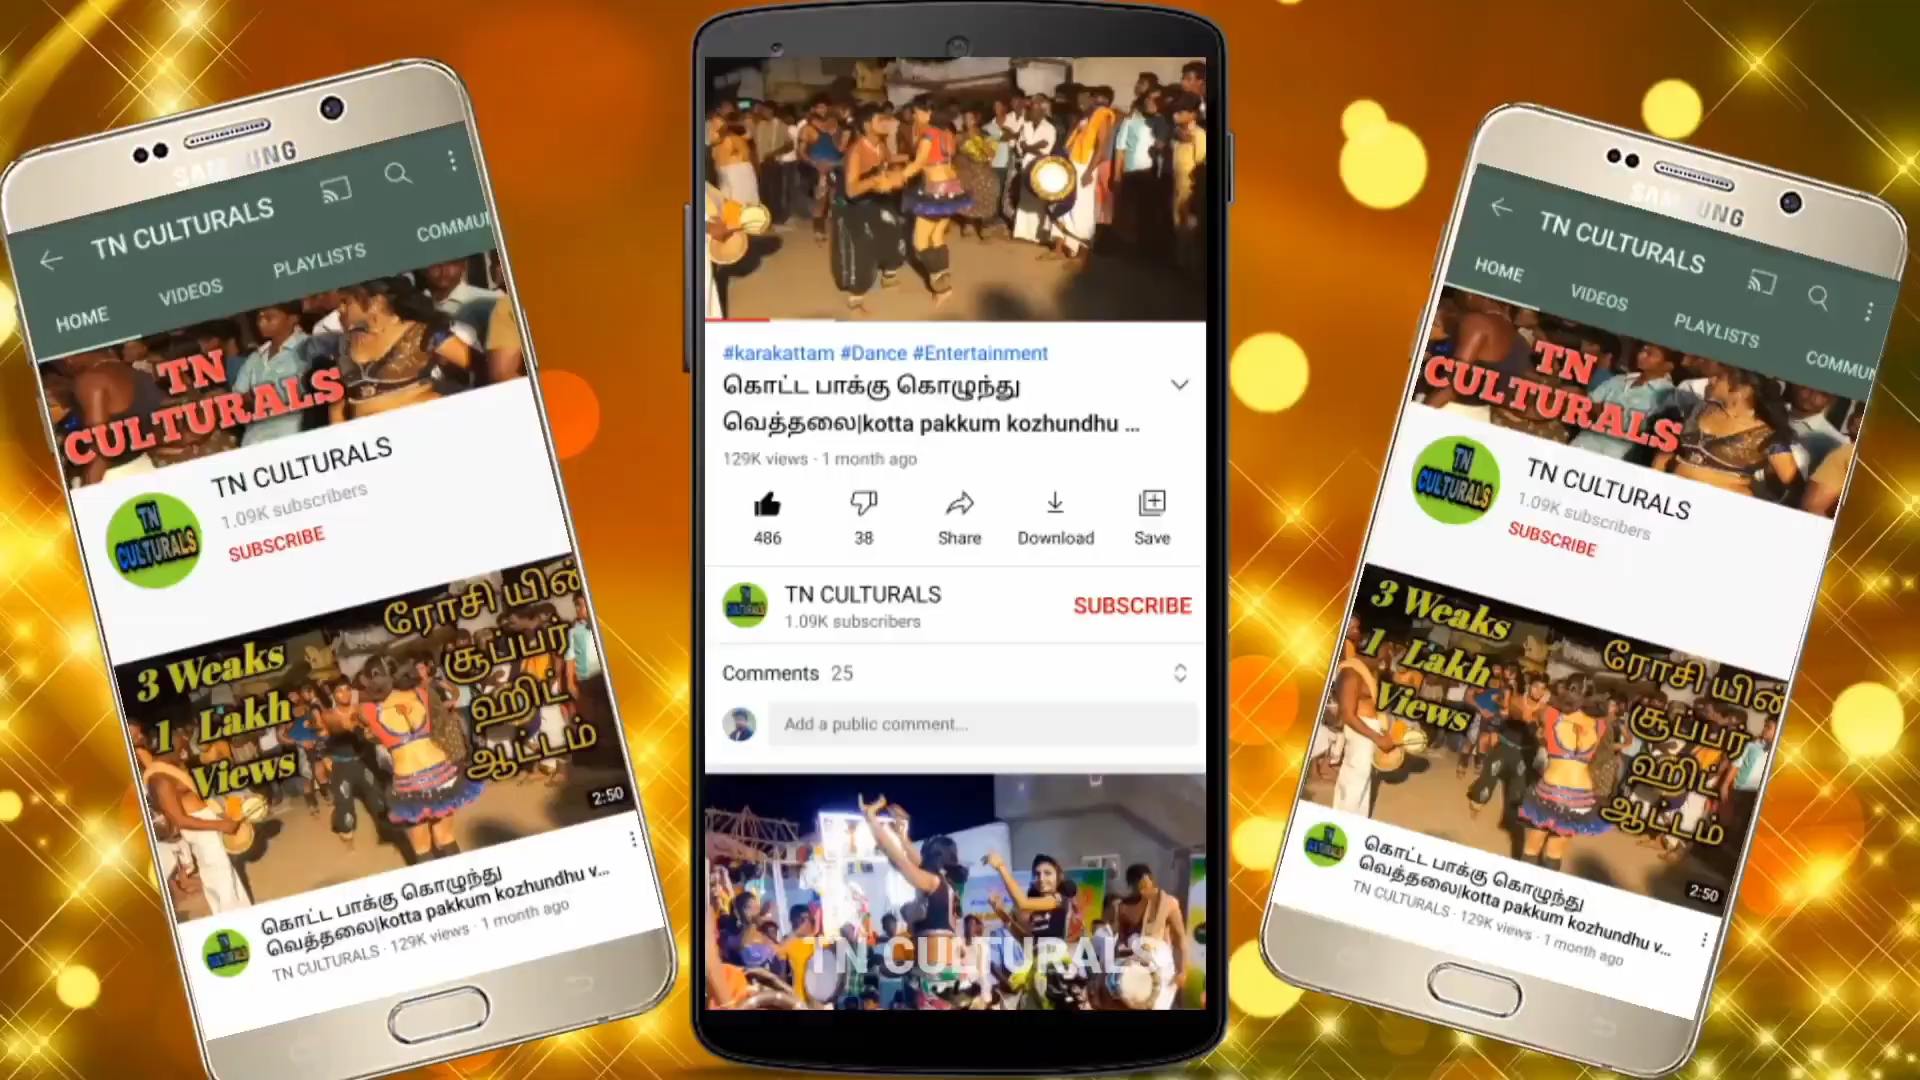 SAMSUNG
TN CULTURALS
HOME
VIDEOS
PLAYLISTS
COMMU
TN
CULTURALS
TN CULTURALS
1.09K subscribers
SUBSCRIBE
TN
CULTURALS
3 Weaks
1 Lakh
Views
ரோசி யின்
சூப்பர்
ஹிட்
ஆட்டம்
2:50
கொட்ட பாக்கு கொழுந்து
வெத்தலை|kotta pakkum kozhundhu v...
TN CULTURALS · 129K views · 1 month ago
#karakattam #Dance #Entertainment
கொட்ட பாக்கு கொழுந்து
வெத்தலை|kotta pakkum kozhundhu ...
129K views · 1 month ago
486
38
Share
Download
Save
TN CULTURALS
1.09K subscribers
SUBSCRIBE
Comments 25
Add a public comment...
TN CULTURALS
SAMSUNG
TN CULTURALS
HOME
VIDEOS
PLAYLISTS
COMMUN
TN
CULTURALS
TN CULTURALS
1.09K subscribers
SUBSCRIBE
TN
CULTURALS
3 Weaks
1 Lakh
Views
ரோசி யின்
சூப்பர்
ஹிட்
ஆட்டம்
2:50
கொட்ட பாக்கு கொழுந்து
வெத்தலை|kotta pakkum kozhundhu v...
TN CULTURALS · 129K views · 1 month ago